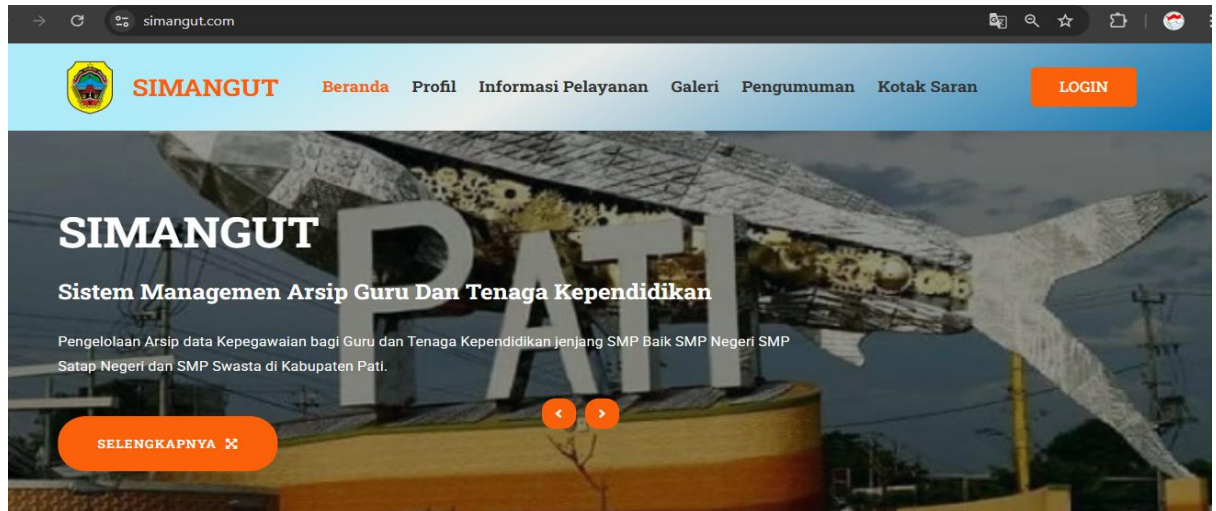 simangut.com
SIMANGUT Beranda Profil Informasi Pelayanan Galeri Pengumuman Kotak Saran LOGIN
PATI
SIMANGUT
Sistem Managemen Arsip Guru Dan Tenaga Kependidikan
Pengelolaan Arsip data Kepegawaian bagi Guru dan Tenaga Kependidikan jenjang SMP Baik SMP Negeri SMP
Satap Negeri dan SMP Swasta di Kabupaten Pati.
SELENGKAPNYA